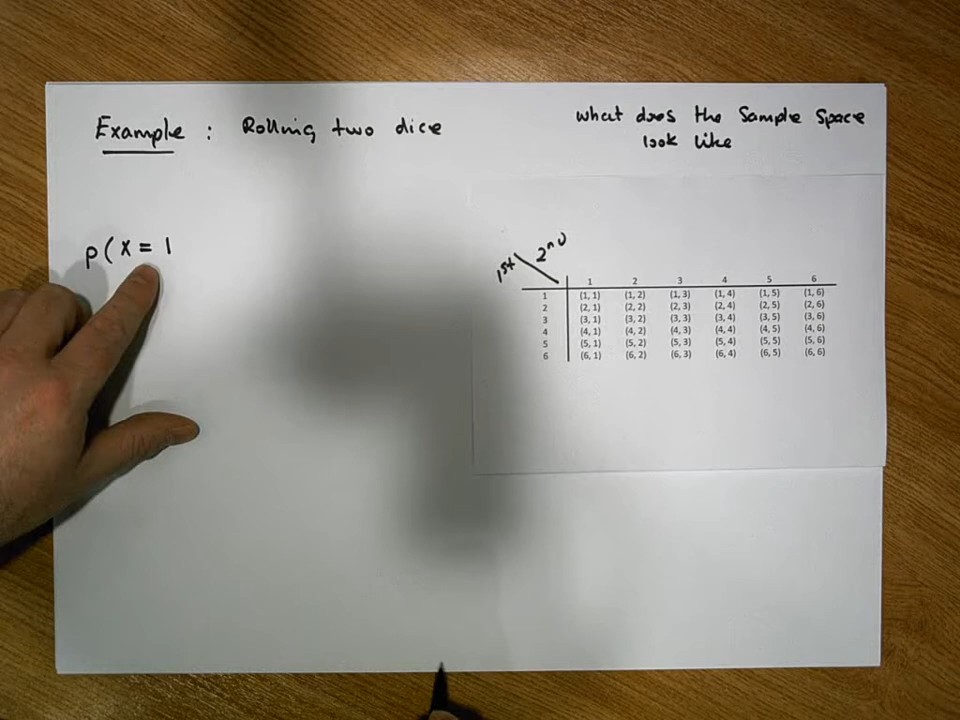 Example : Rolling two dice
what does the Sample Space
look like
P(X = 1
1st 2nd
1 2 3 4 5 6
1 (1, 1) (1, 2) (1, 3) (1, 4) (1, 5) (1, 6)
2 (2, 1) (2, 2) (2, 3) (2, 4) (2, 5) (2, 6)
3 (3, 1) (3, 2) (3, 3) (3, 4) (3, 5) (3, 6)
4 (4, 1) (4, 2) (4, 3) (4, 4) (4, 5) (4, 6)
5 (5, 1) (5, 2) (5, 3) (5, 4) (5, 5) (5, 6)
6 (6, 1) (6, 2) (6, 3) (6, 4) (6, 5) (6, 6)